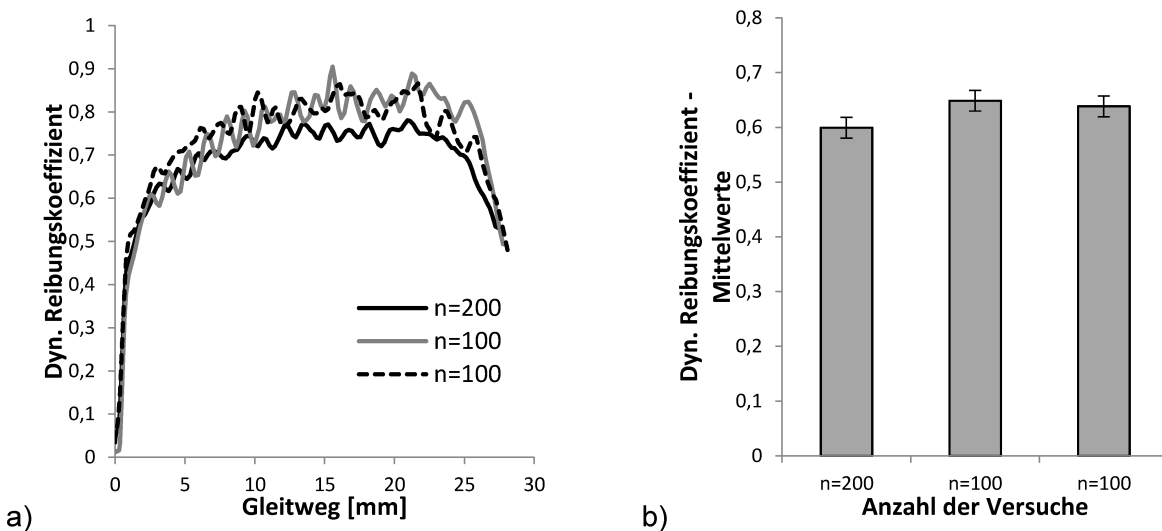 Dyn. Reibungskoeffizient
1
0,9
0,8
0,7
0,6
0,5
0,4
0,3
0,2
0,1
0
0 5 10 15 20 25 30
Gleitweg [mm]
n=200
n=100
n=100
a)
Dyn. Reibungskoeffizient -
Mittelwerte
0,8
0,7
0,6
0,5
0,4
0,3
0,2
0,1
0
n=200 n=100 n=100
Anzahl der Versuche
b)